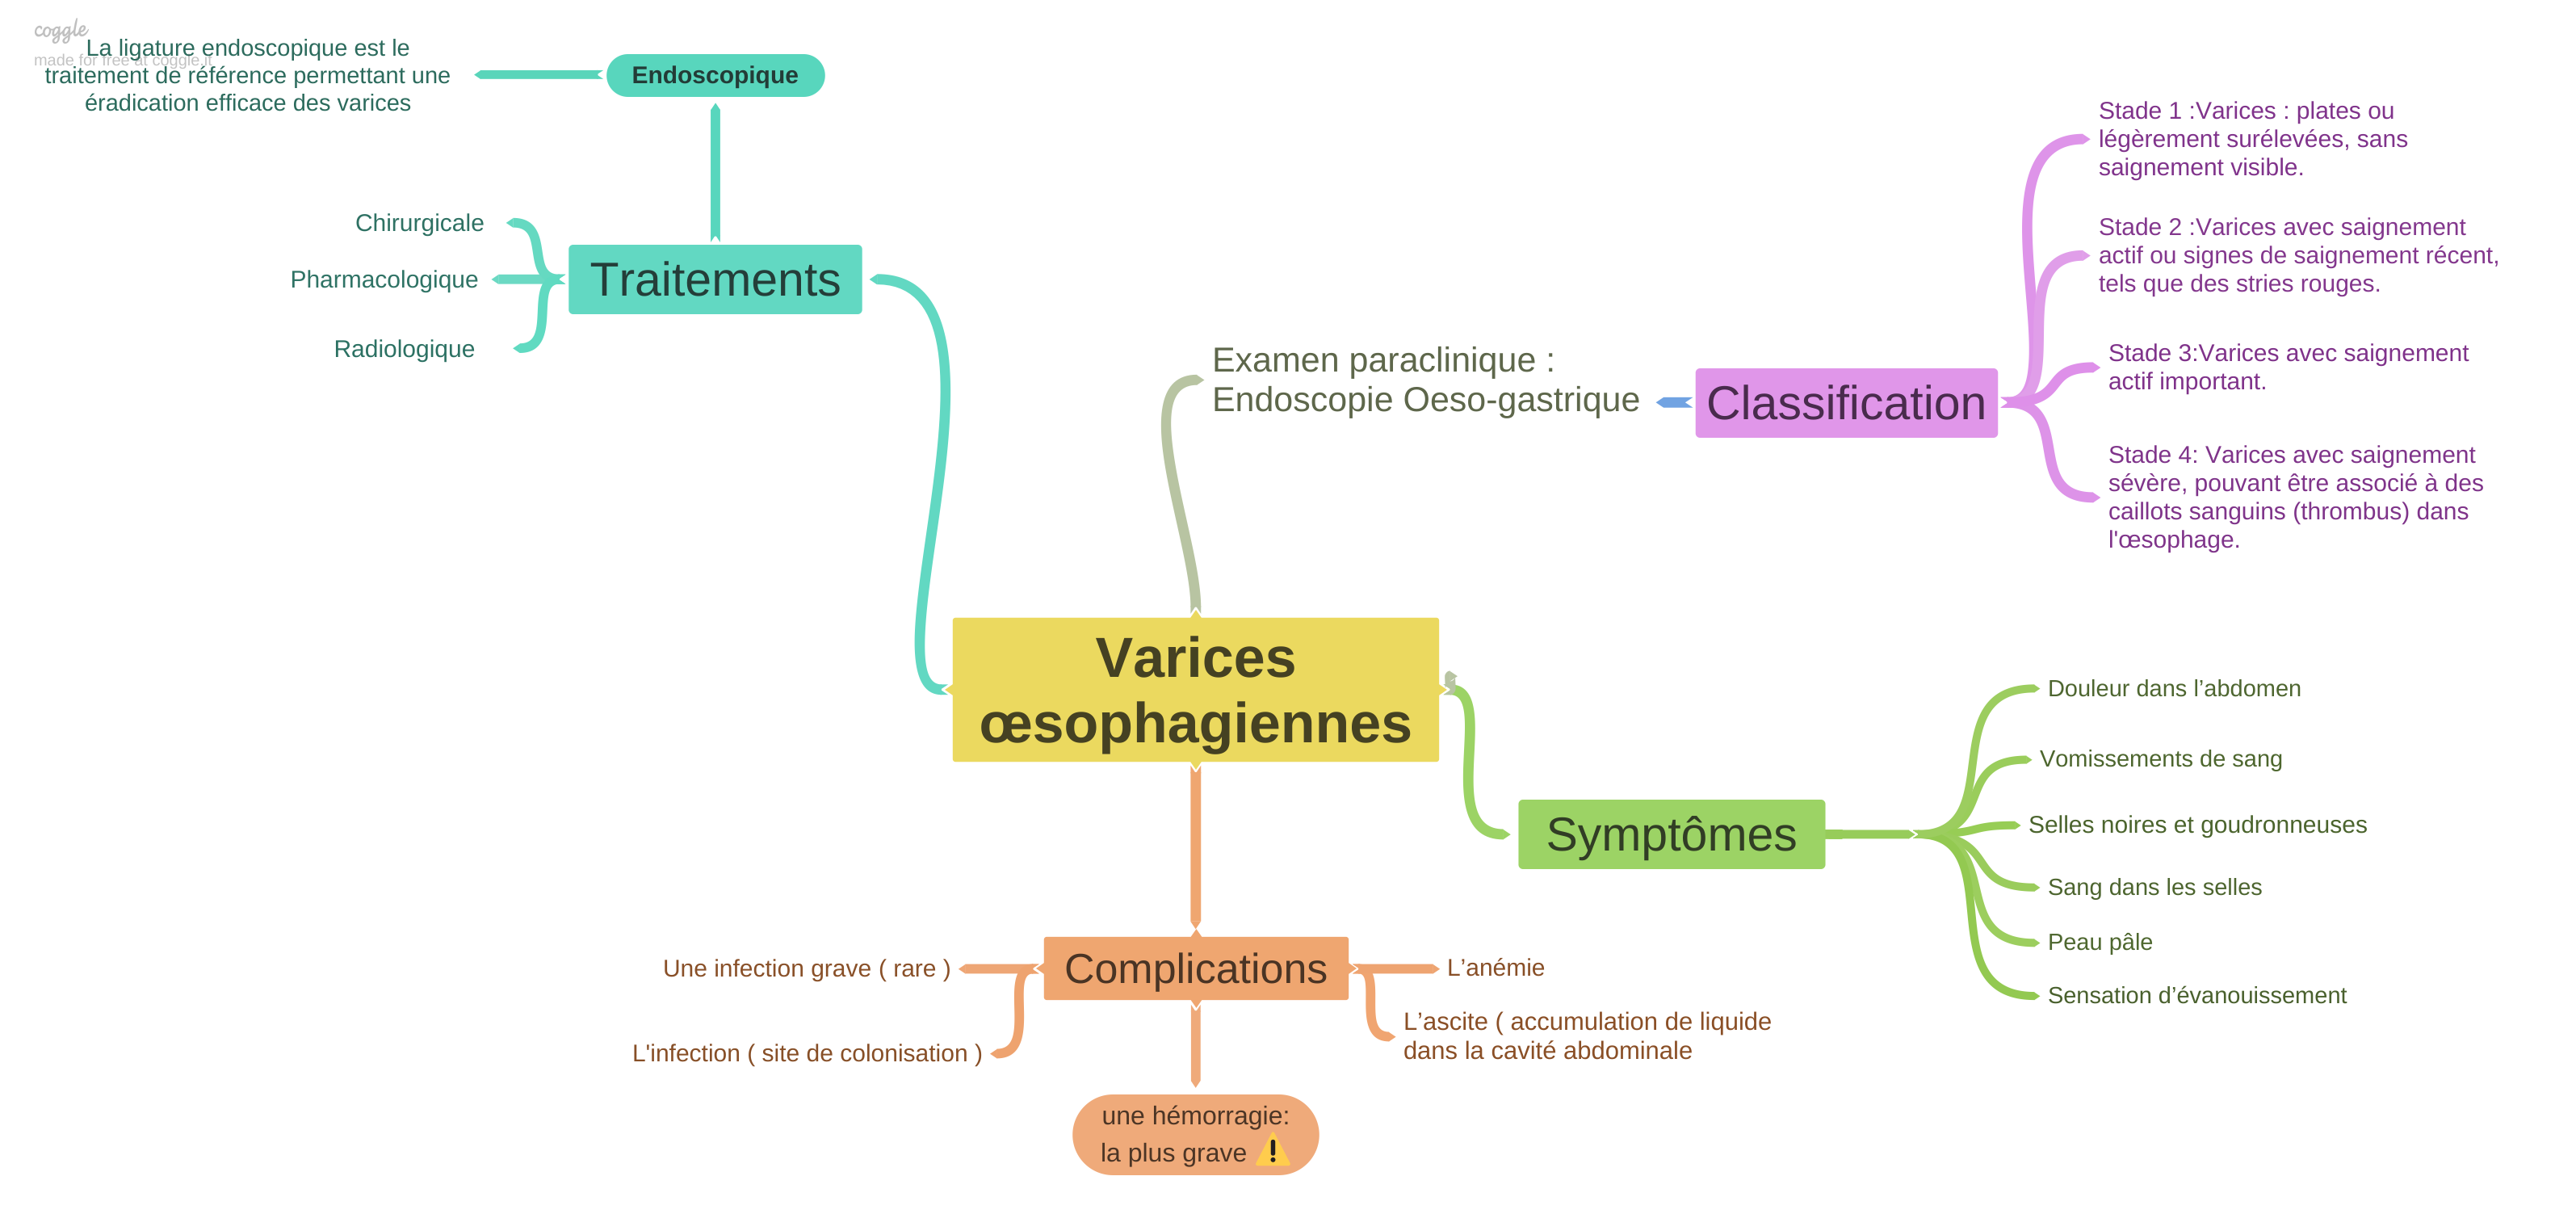 coggle
made for free at coggle.it
La ligature endoscopique est le
traitement de référence permettant une
éradication efficace des varices
Endoscopique
Chirurgicale
Pharmacologique
Radiologique
Traitements
Examen paraclinique :
Endoscopie Oeso-gastrique
Classification
Stade 1 :Varices : plates ou
légèrement surélevées, sans
saignement visible.
Stade 2 :Varices avec saignement
actif ou signes de saignement récent,
tels que des stries rouges.
Stade 3:Varices avec saignement
actif important.
Stade 4: Varices avec saignement
sévère, pouvant être associé à des
caillots sanguins (thrombus) dans
l'œsophage.
Varices
œsophagiennes
Symptômes
Douleur dans l’abdomen
Vomissements de sang
Selles noires et goudronneuses
Sang dans les selles
Peau pâle
Sensation d’évanouissement
Complications
Une infection grave ( rare )
L'infection ( site de colonisation )
L’anémie
L’ascite ( accumulation de liquide
dans la cavité abdominale
une hémorragie:
la plus grave ⚠️